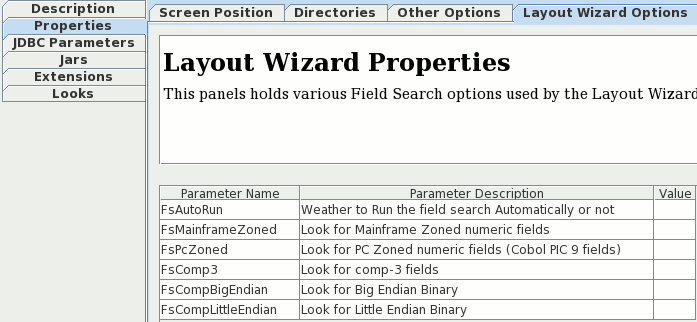 Description
Properties
JDBC Parameters
Jars
Extensions
Looks
Screen Position Directories Other Options Layout Wizard Options
Layout Wizard Properties
This panels holds various Field Search options used by the Layout Wizard
Parameter Name Parameter Description Value
FsAutoRun Weather to Run the field search Automatically or not
FsMainframeZoned Look for Mainframe Zoned numeric fields
FsPcZoned Look for PC Zoned numeric fields (Cobol PIC 9 fields)
FsComp3 Look for comp-3 fields
FsCompBigEndian Look for Big Endian Binary
FsCompLittleEndian Look for Little Endian Binary